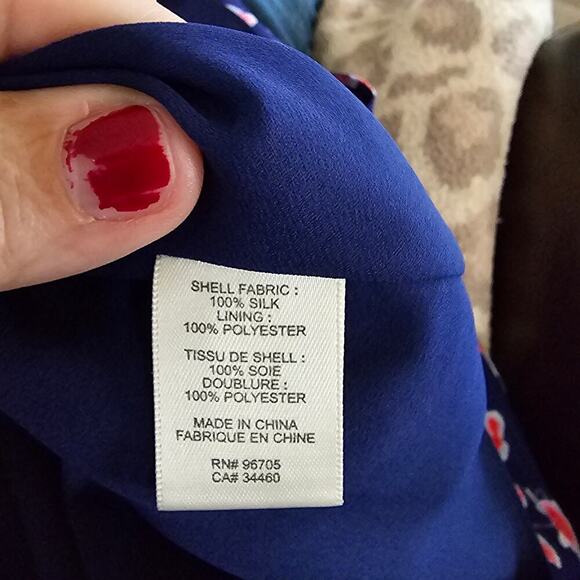 SHELL FABRIC :
100% SILK
LINING :
100% POLYESTER
TISSU DE SHELL :
100% SOIE
DOUBLURE :
100% POLYESTER
MADE IN CHINA
FABRIQUE EN CHINE
RN# 96705
CA# 34460